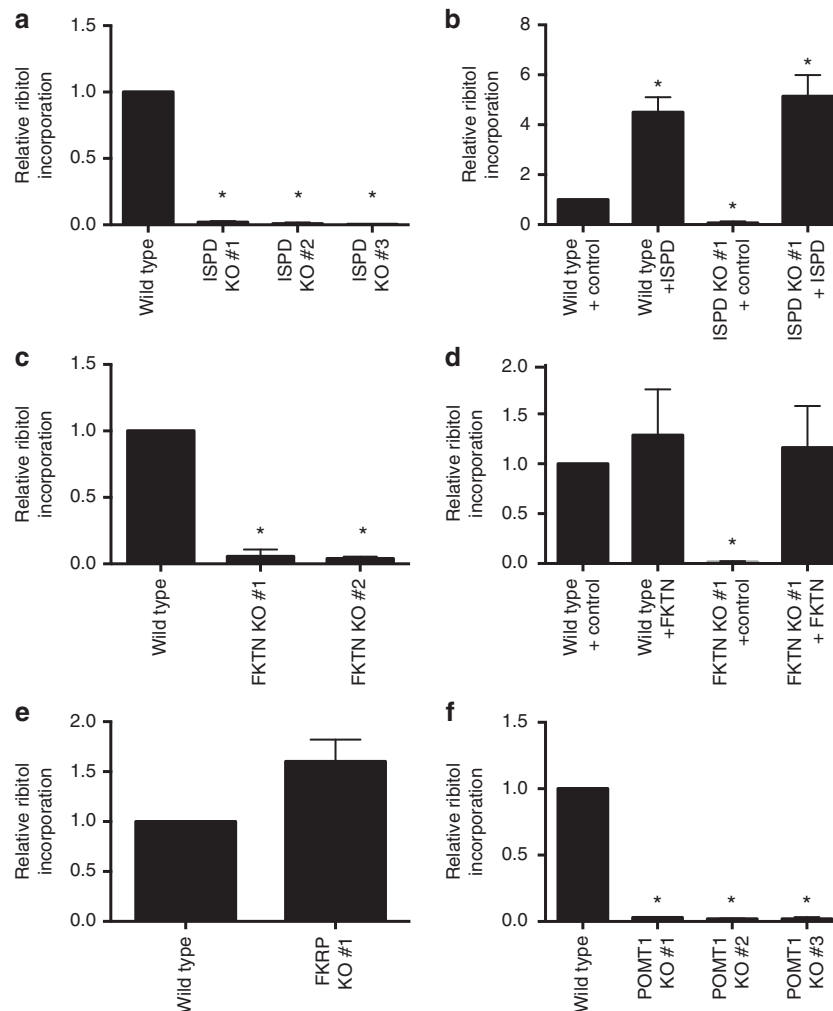 a
Relative ribitol
incorporation
1.5
1.0
0.5
0.0
* * *
Wild type
ISPD
KO #1
ISPD
KO #2
ISPD
KO #3
b
Relative ribitol
incorporation
8
6
4
2
0
* * *
Wild type
+ control
Wild type
+ISPD
ISPD KO #1
+ control
ISPD KO #1
+ ISPD
c
Relative ribitol
incorporation
1.5
1.0
0.5
0.0
* *
Wild type
FKTN KO #1
FKTN KO #2
d
Relative ribitol
incorporation
2.0
1.5
1.0
0.5
0.0
*
Wild type
+ control
Wild type
+FKTN
FKTN KO #1
+control
FKTN KO #1
+ FKTN
e
Relative ribitol
incorporation
2.0
1.5
1.0
0.5
0.0
Wild type
FKRP
KO #1
f
Relative ribitol
incorporation
1.5
1.0
0.5
0.0
* * *
Wild type
POMT1
KO #1
POMT1
KO #2
POMT1
KO #3